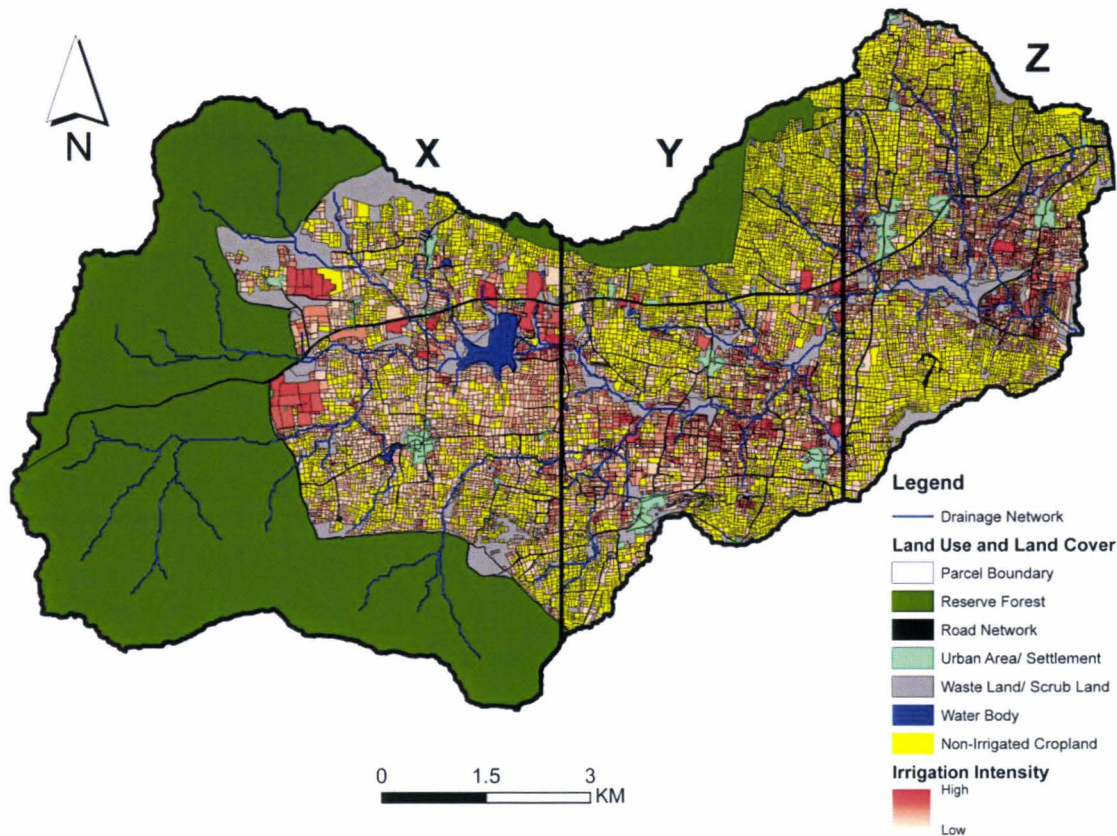 Z
X
Y
N
Legend
Drainage Network
Land Use and Land Cover
Parcel Boundary
Reserve Forest
Road Network
Urban Area/ Settlement
Waste Land/ Scrub Land
Water Body
Non-Irrigated Cropland
Irrigation Intensity
High
Low
0 1.5 3
KM